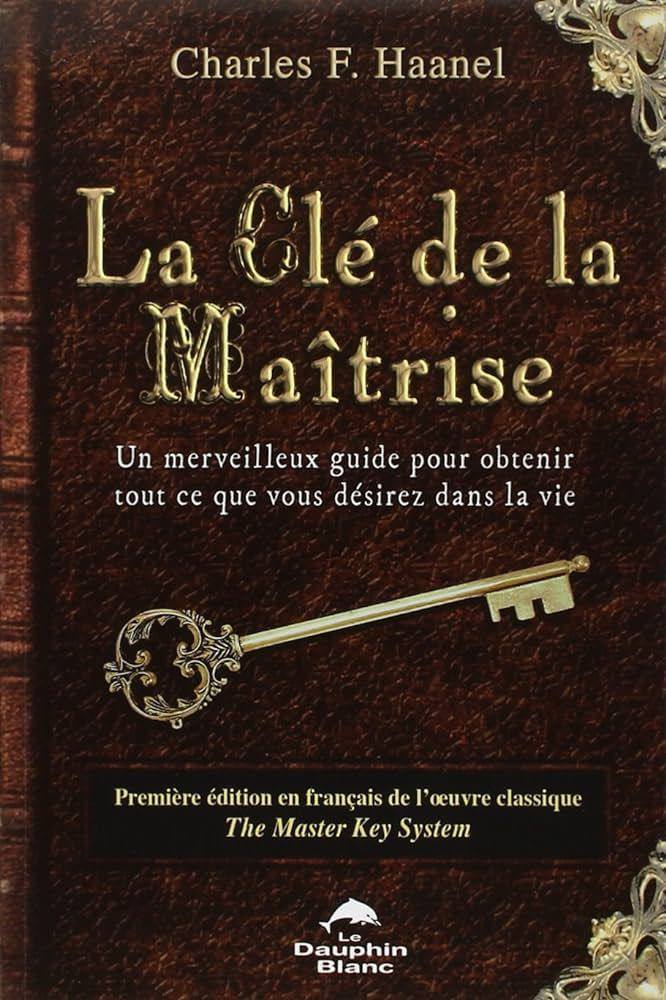 Charles F. Haanel
La Clé de la
Maîtrise
Un merveilleux guide pour obtenir
tout ce que vous désirez dans la vie
Première édition en français de l'œuvre classique
The Master Key System
Le
Dauphin
Blanc